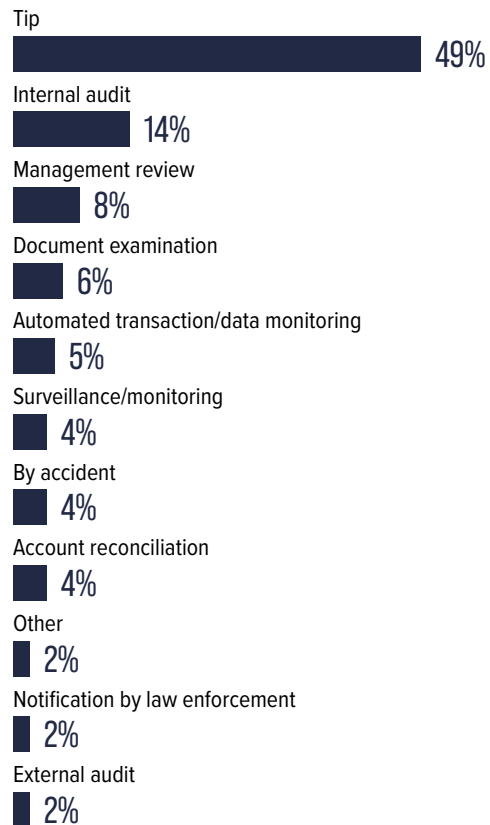 Tip
49%
Internal audit
14%
Management review
8%
Document examination
6%
Automated transaction/data monitoring
5%
Surveillance/monitoring
4%
By accident
4%
Account reconciliation
4%
Other
2%
Notification by law enforcement
2%
External audit
2%